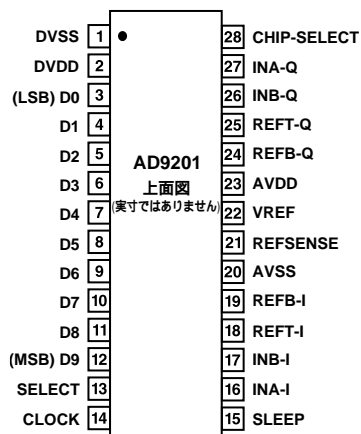 DVSS 1 28 CHIP-SELECT
DVDD 2 27 INA-Q
(LSB) D0 3 26 INB-Q
D1 4 25 REFT-Q
D2 5 24 REFB-Q
D3 6 AD9201 23 AVDD
D4 7 上面図 22 VREF
(実寸ではありません)
D5 8 21 REFSENSE
D6 9 20 AVSS
D7 10 19 REFB-I
D8 11 18 REFT-I
(MSB) D9 12 17 INB-I
SELECT 13 16 INA-I
CLOCK 14 15 SLEEP